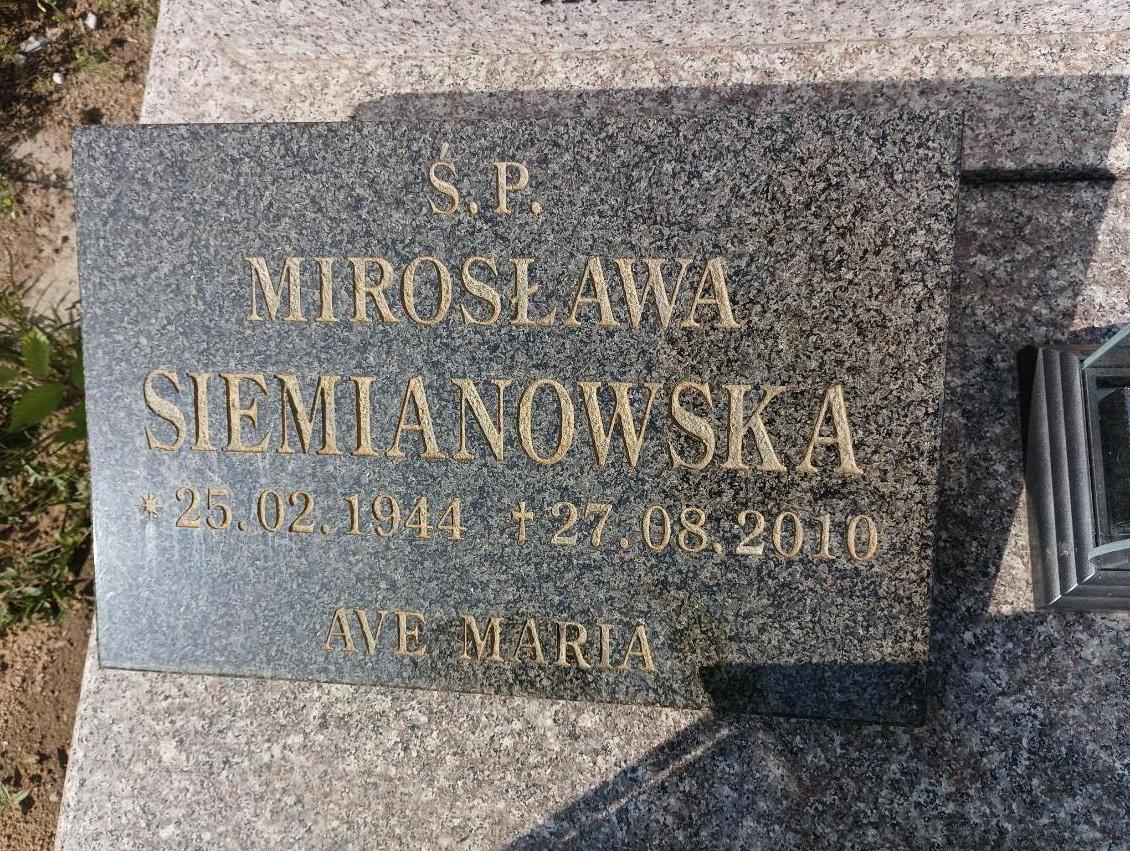 Ś.P.
MIROSŁAWA
SIEMIANOWSKA
* 25.02.1944 †27.08.2010
AVE MARIA